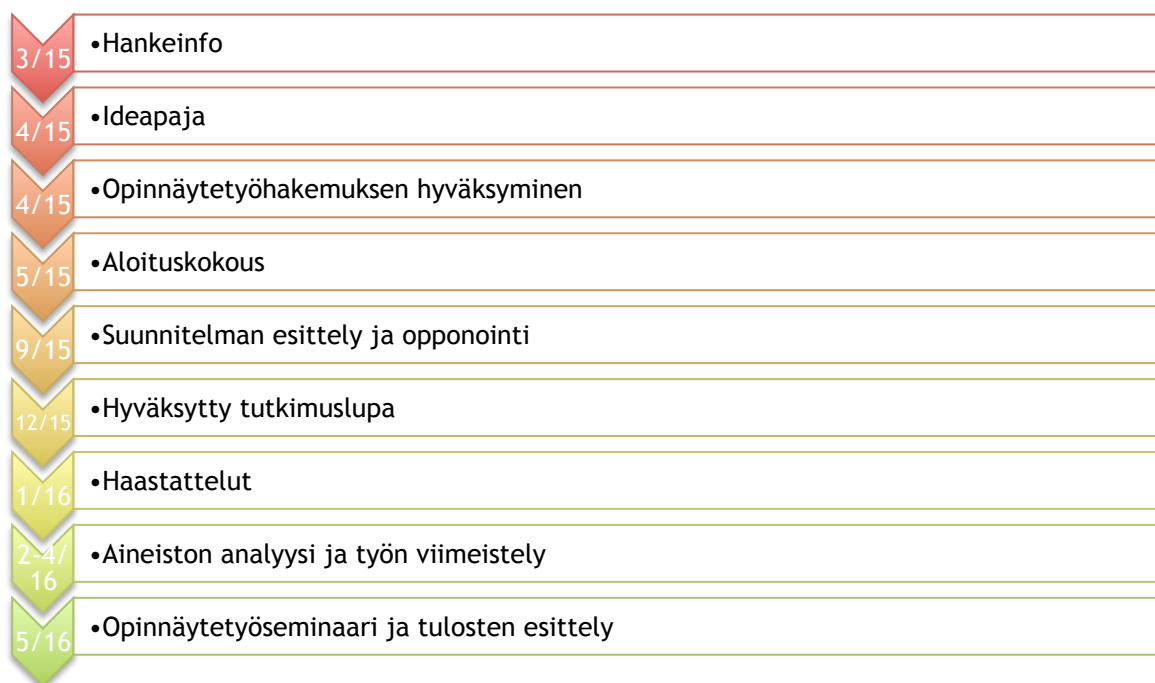 3/15
•Hankeinfo
4/15
•Ideapaja
4/15
•Opinnäytetyöhakemuksen hyväksyminen
5/15
•Aloituskokous
9/15
•Suunnitelman esittely ja opponointi
12/15
•Hyväksytty tutkimuslupa
1/16
•Haastattelut
2-4/
16
•Aineiston analyysi ja työn viimeistely
5/16
•Opinnäytetyöseminaari ja tulosten esittely